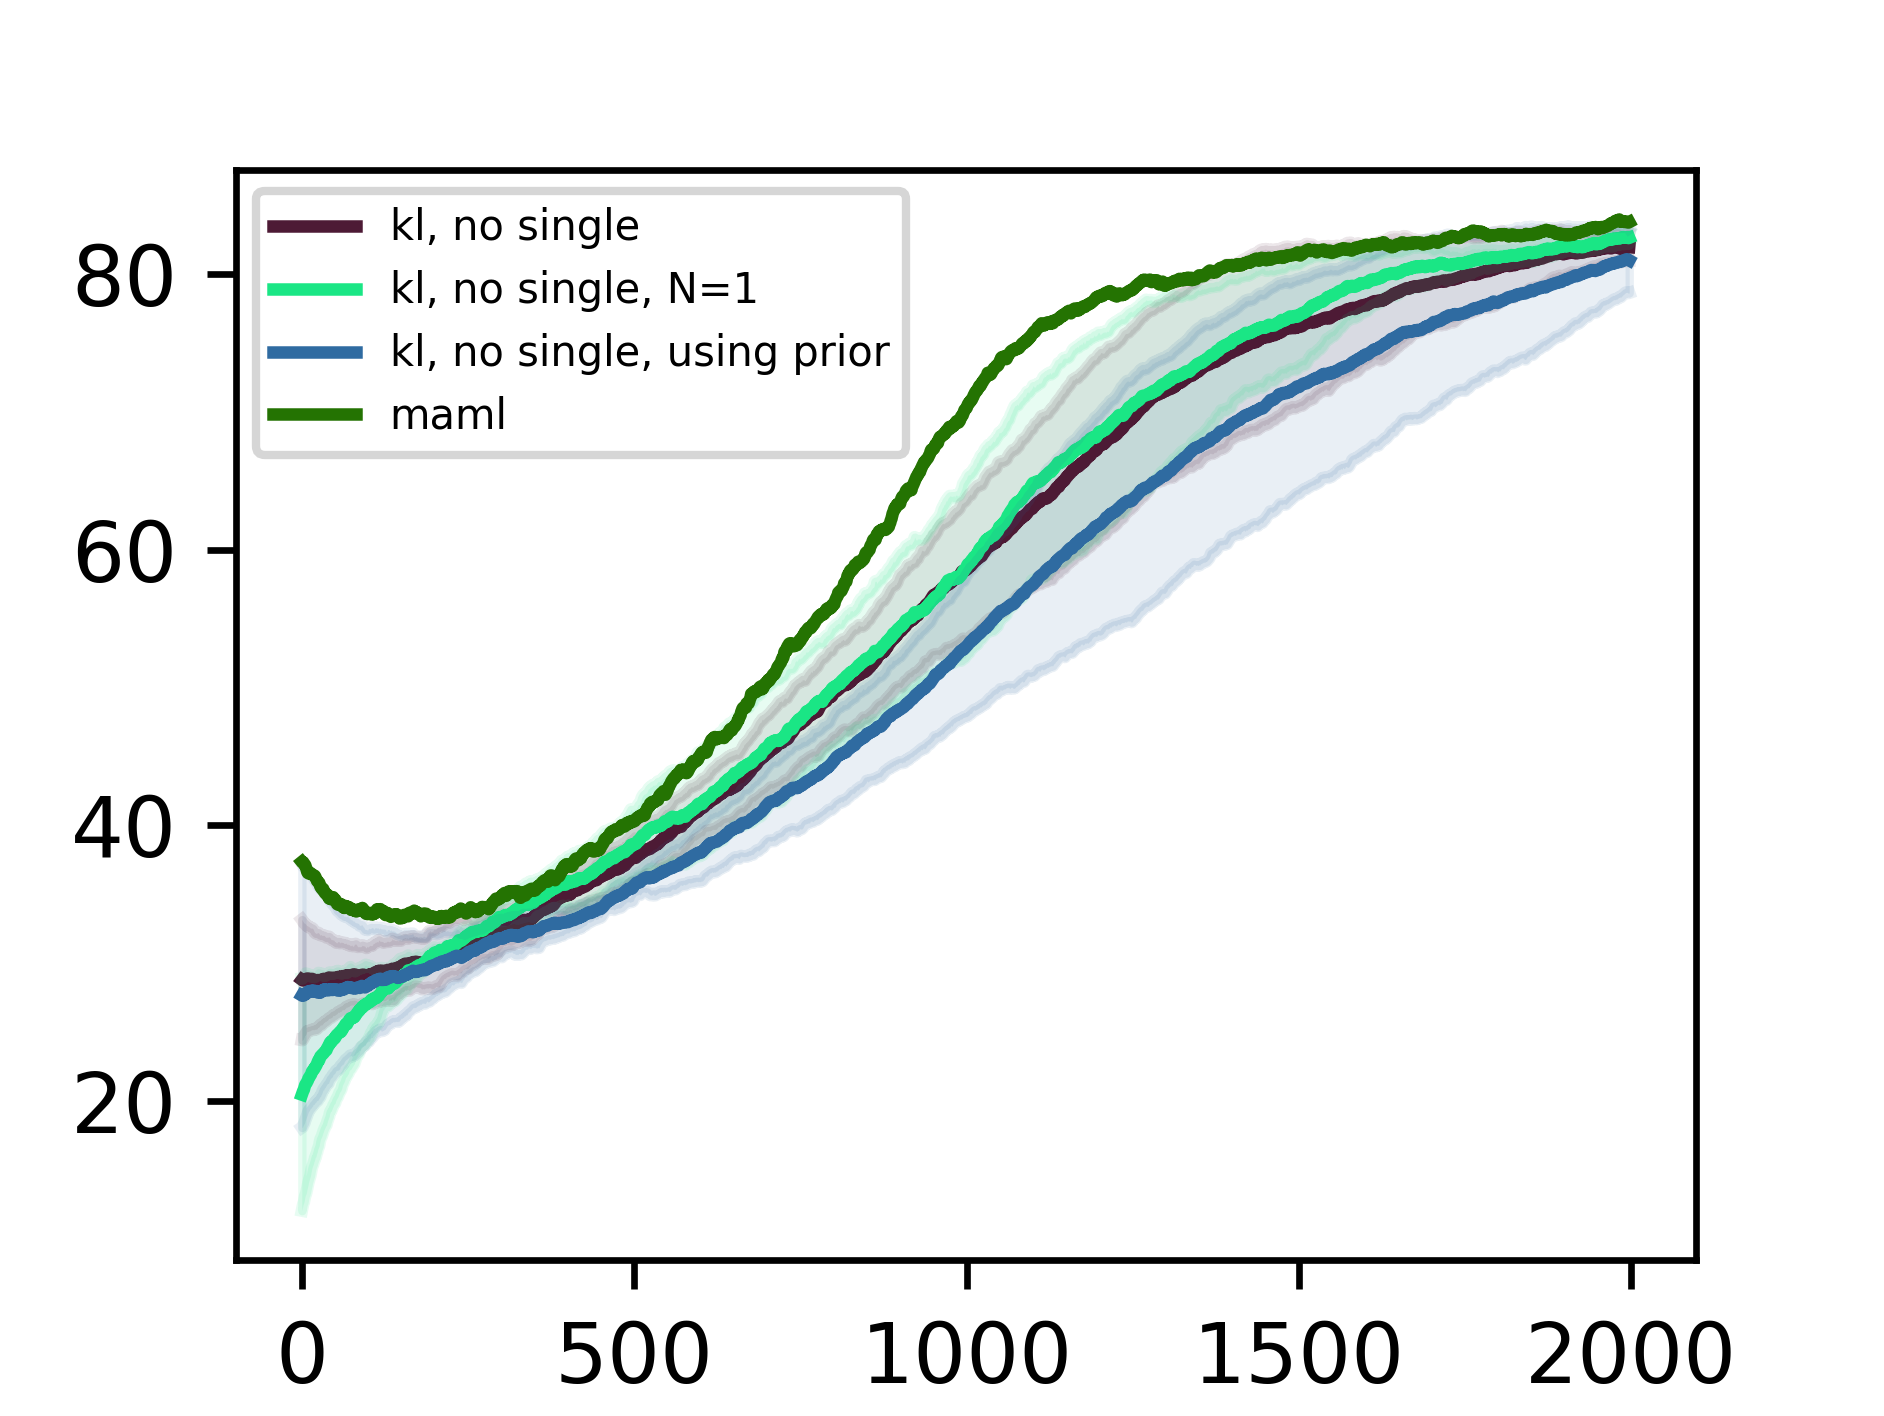 kl, no single
kl, no single, N=1
kl, no single, using prior
maml
80
60
40
20
0 500 1000 1500 2000